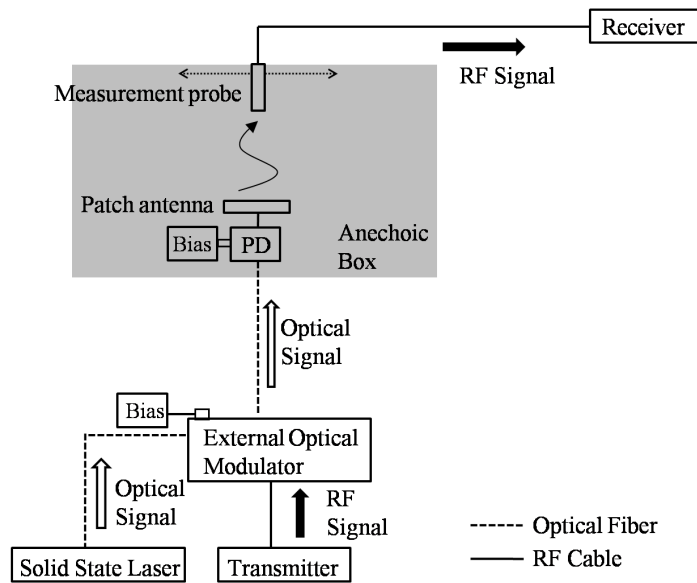 Receiver
RF Signal
Measurement probe
Patch antenna
Bias
PD
Anechoic
Box
Optical
Signal
Bias
External Optical
Modulator
Optical
Signal
RF
Signal
Optical Fiber
RF Cable
Solid State Laser
Transmitter